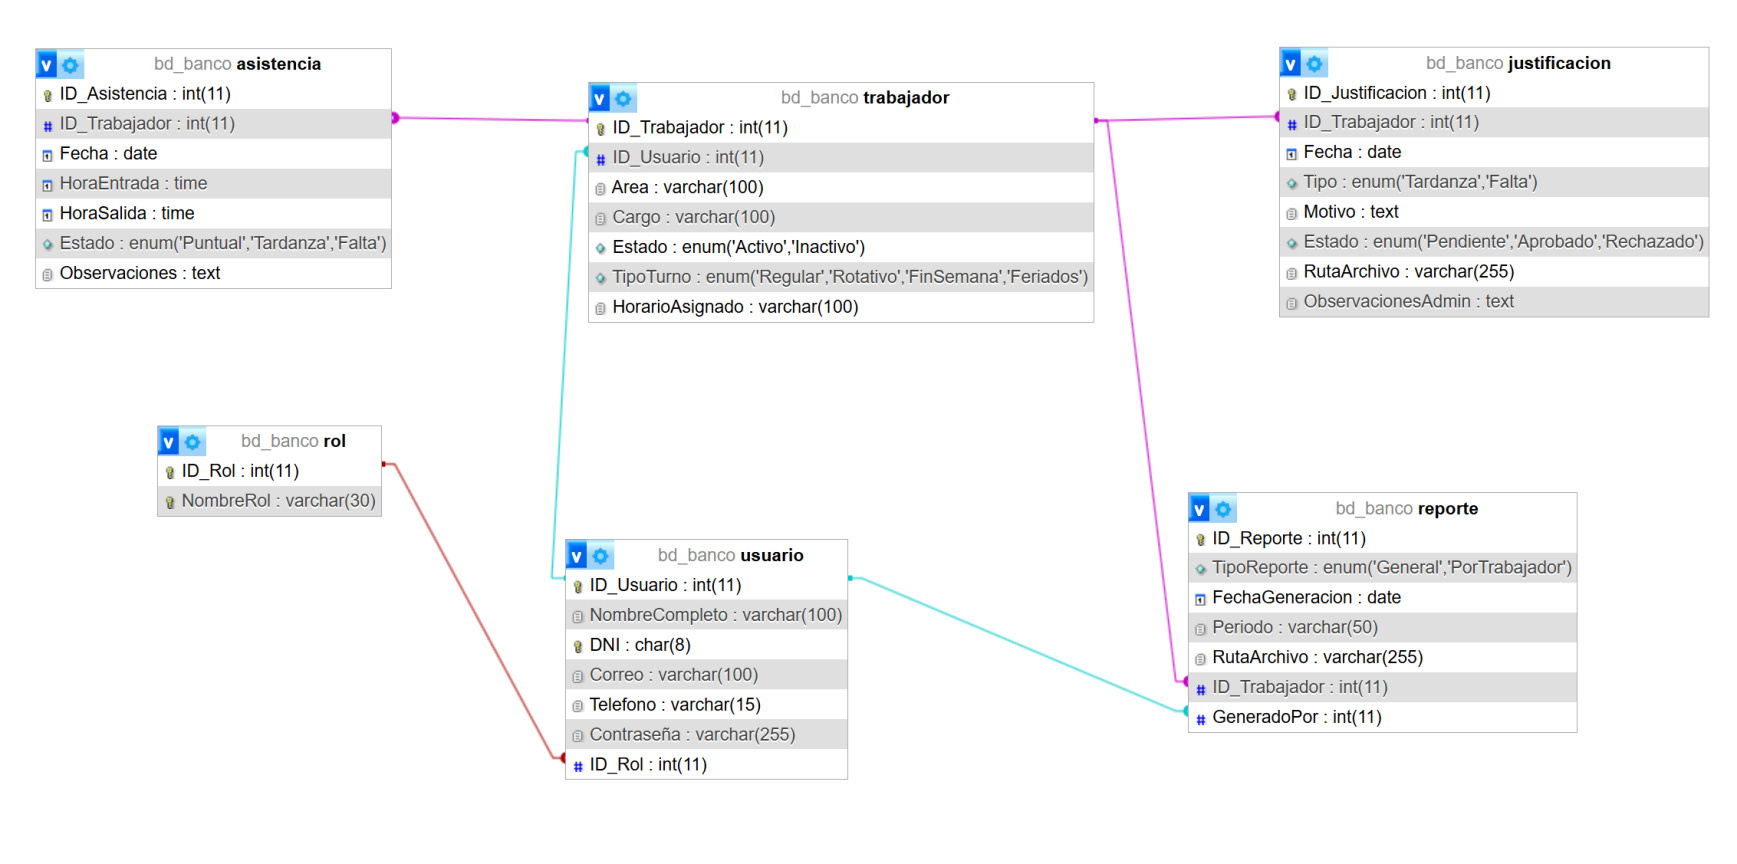 v bd_banco asistencia
ID_Asistencia : int(11)
# ID_Trabajador : int(11)
Fecha : date
HoraEntrada : time
HoraSalida : time
Estado : enum('Puntual','Tardanza','Falta')
Observaciones : text
v bd_banco trabajador
ID_Trabajador : int(11)
# ID_Usuario : int(11)
Area : varchar(100)
Cargo : varchar(100)
Estado : enum('Activo','Inactivo')
TipoTurno : enum('Regular','Rotativo','FinSemana','Feriados')
HorarioAsignado : varchar(100)
v bd_banco justificacion
ID_Justificacion : int(11)
# ID_Trabajador : int(11)
Fecha : date
Tipo : enum('Tardanza','Falta')
Motivo : text
Estado : enum('Pendiente','Aprobado','Rechazado')
RutaArchivo : varchar(255)
ObservacionesAdmin : text
v bd_banco rol
ID_Rol : int(11)
NombreRol : varchar(30)
v bd_banco usuario
ID_Usuario : int(11)
NombreCompleto : varchar(100)
DNI : char(8)
Correo : varchar(100)
Telefono : varchar(15)
Contraseña : varchar(255)
# ID_Rol : int(11)
v bd_banco reporte
ID_Reporte : int(11)
TipoReporte : enum('General','PorTrabajador')
FechaGeneracion : date
Periodo : varchar(50)
RutaArchivo : varchar(255)
# ID_Trabajador : int(11)
# GeneradoPor : int(11)